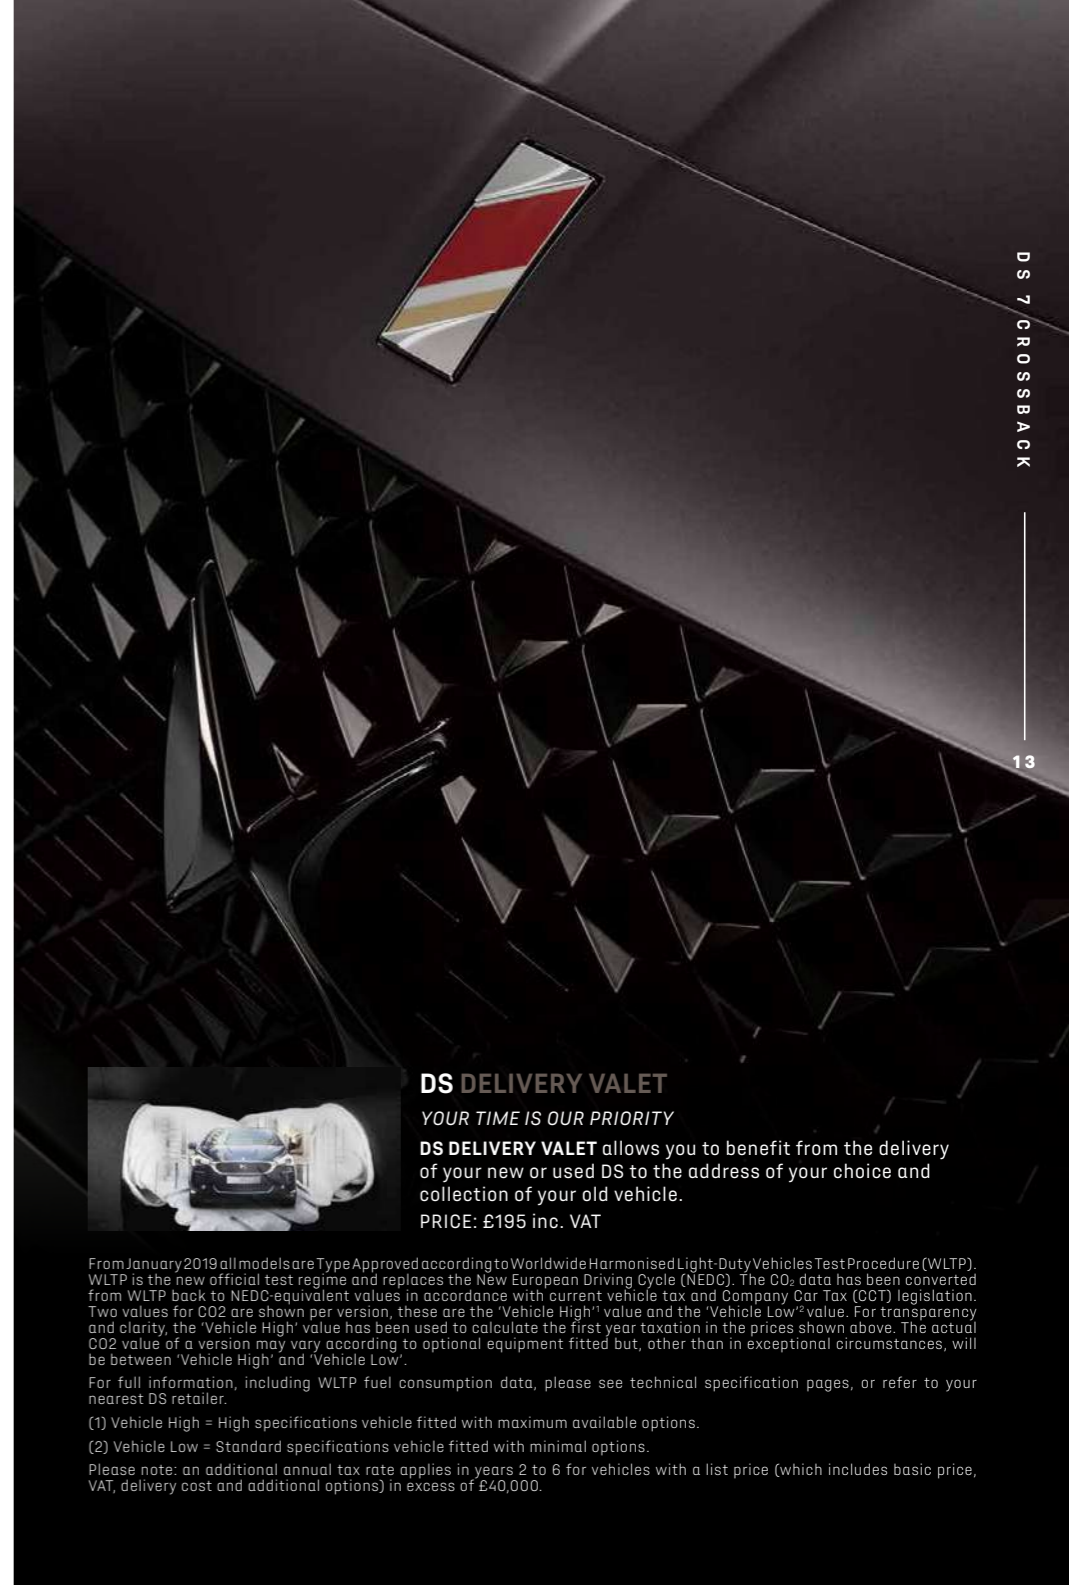 DS 7 CROSSBACK
13
DS DELIVERY VALET
YOUR TIME IS OUR PRIORITY
DS DELIVERY VALET allows you to benefit from the delivery
of your new or used DS to the address of your choice and
collection of your old vehicle.
PRICE: £195 inc. VAT
From January 2019 all models are Type Approved according to Worldwide Harmonised Light-Duty Vehicles Test Procedure (WLTP).
WLTP is the new official test regime and replaces the New European Driving Cycle (NEDC). The CO₂ data has been converted
from WLTP back to NEDC-equivalent values in accordance with current vehicle tax and Company Car Tax (CCT) legislation.
Two values for CO2 are shown per version, these are the ‘Vehicle High’¹ value and the ‘Vehicle Low’² value. For transparency
and clarity, the ‘Vehicle High’ value has been used to calculate the first year taxation in the prices shown above. The actual
CO2 value of a version may vary according to optional equipment fitted but, other than in exceptional circumstances, will
be between ‘Vehicle High’ and ‘Vehicle Low’.
For full information, including WLTP fuel consumption data, please see technical specification pages, or refer to your
nearest DS retailer.
(1) Vehicle High = High specifications vehicle fitted with maximum available options.
(2) Vehicle Low = Standard specifications vehicle fitted with minimal options.
Please note: an additional annual tax rate applies in years 2 to 6 for vehicles with a list price (which includes basic price,
VAT, delivery cost and additional options) in excess of £40,000.